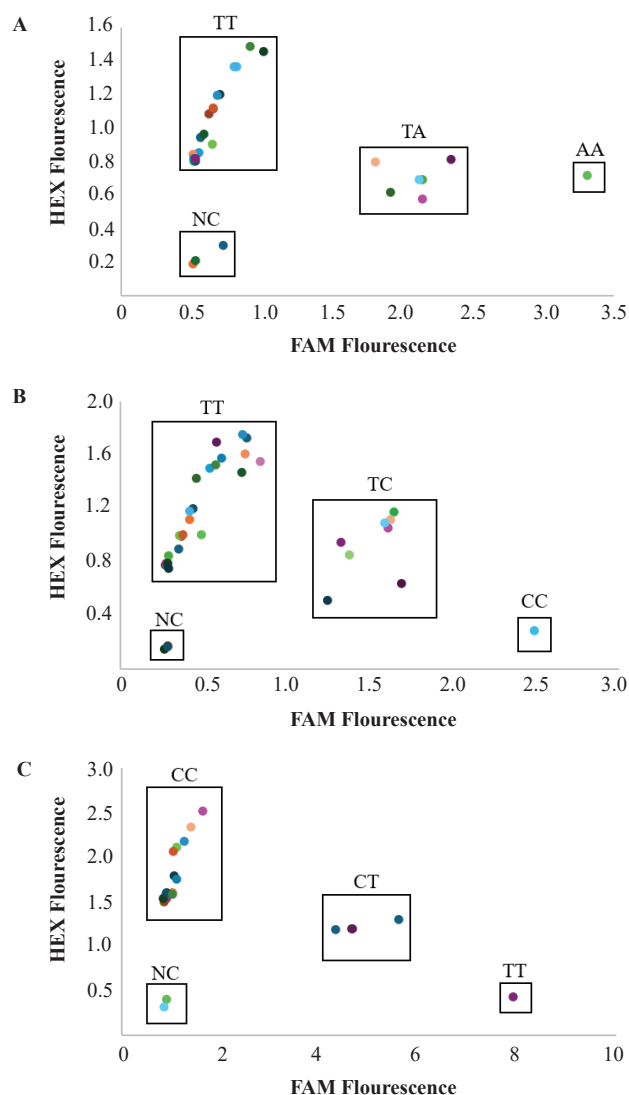 A
1.6
1.4
1.2
1.0
0.8
0.6
0.4
0.2
HEX Flourescence
TT
TA
AA
NC
0 0.5 1.0 1.5 2.0 2.5 3.0 3.5
FAM Flourescence
B
2.0
1.6
1.2
0.8
0.4
HEX Flourescence
TT
TC
CC
NC
0 0.5 1.0 1.5 2.0 2.5 3.0
FAM Flourescence
C
3.0
2.5
2.0
1.5
1.0
0.5
HEX Flourescence
CC
CT
TT
NC
0 2 4 6 8 10
FAM Flourescence